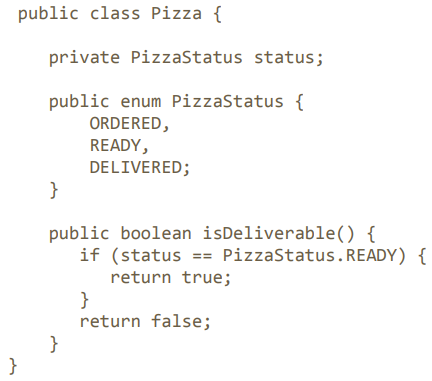 public class Pizza {
private PizzaStatus status;
public enum PizzaStatus {
ORDERED,
READY,
DELIVERED;
}
public boolean isDeliverable() {
if (status == PizzaStatus.READY) {
return true;
}
return false;
}
}